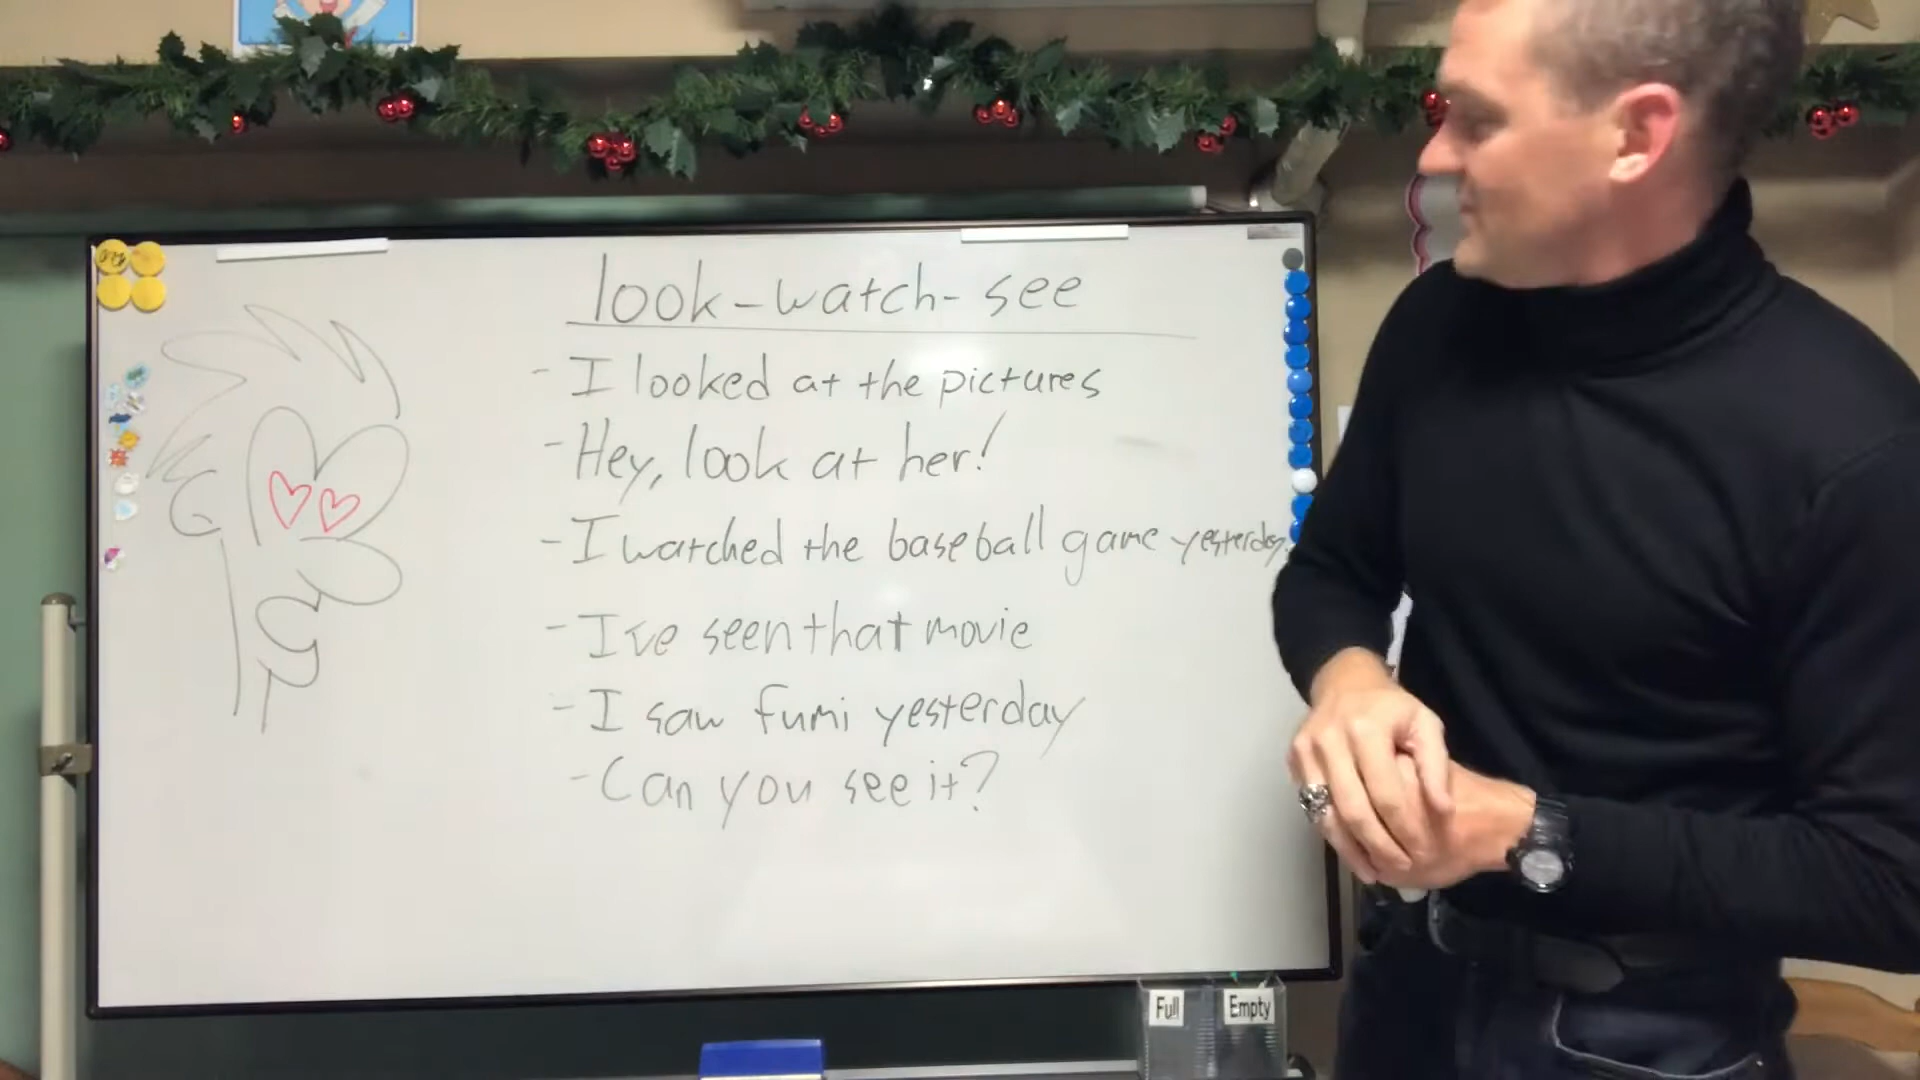 look-watch-see
- I looked at the pictures
- Hey, look at her!
- I watched the baseball game yesterday.
- I've seen that movie
- I saw fumi yesterday
- Can you see it?
Full
Empty